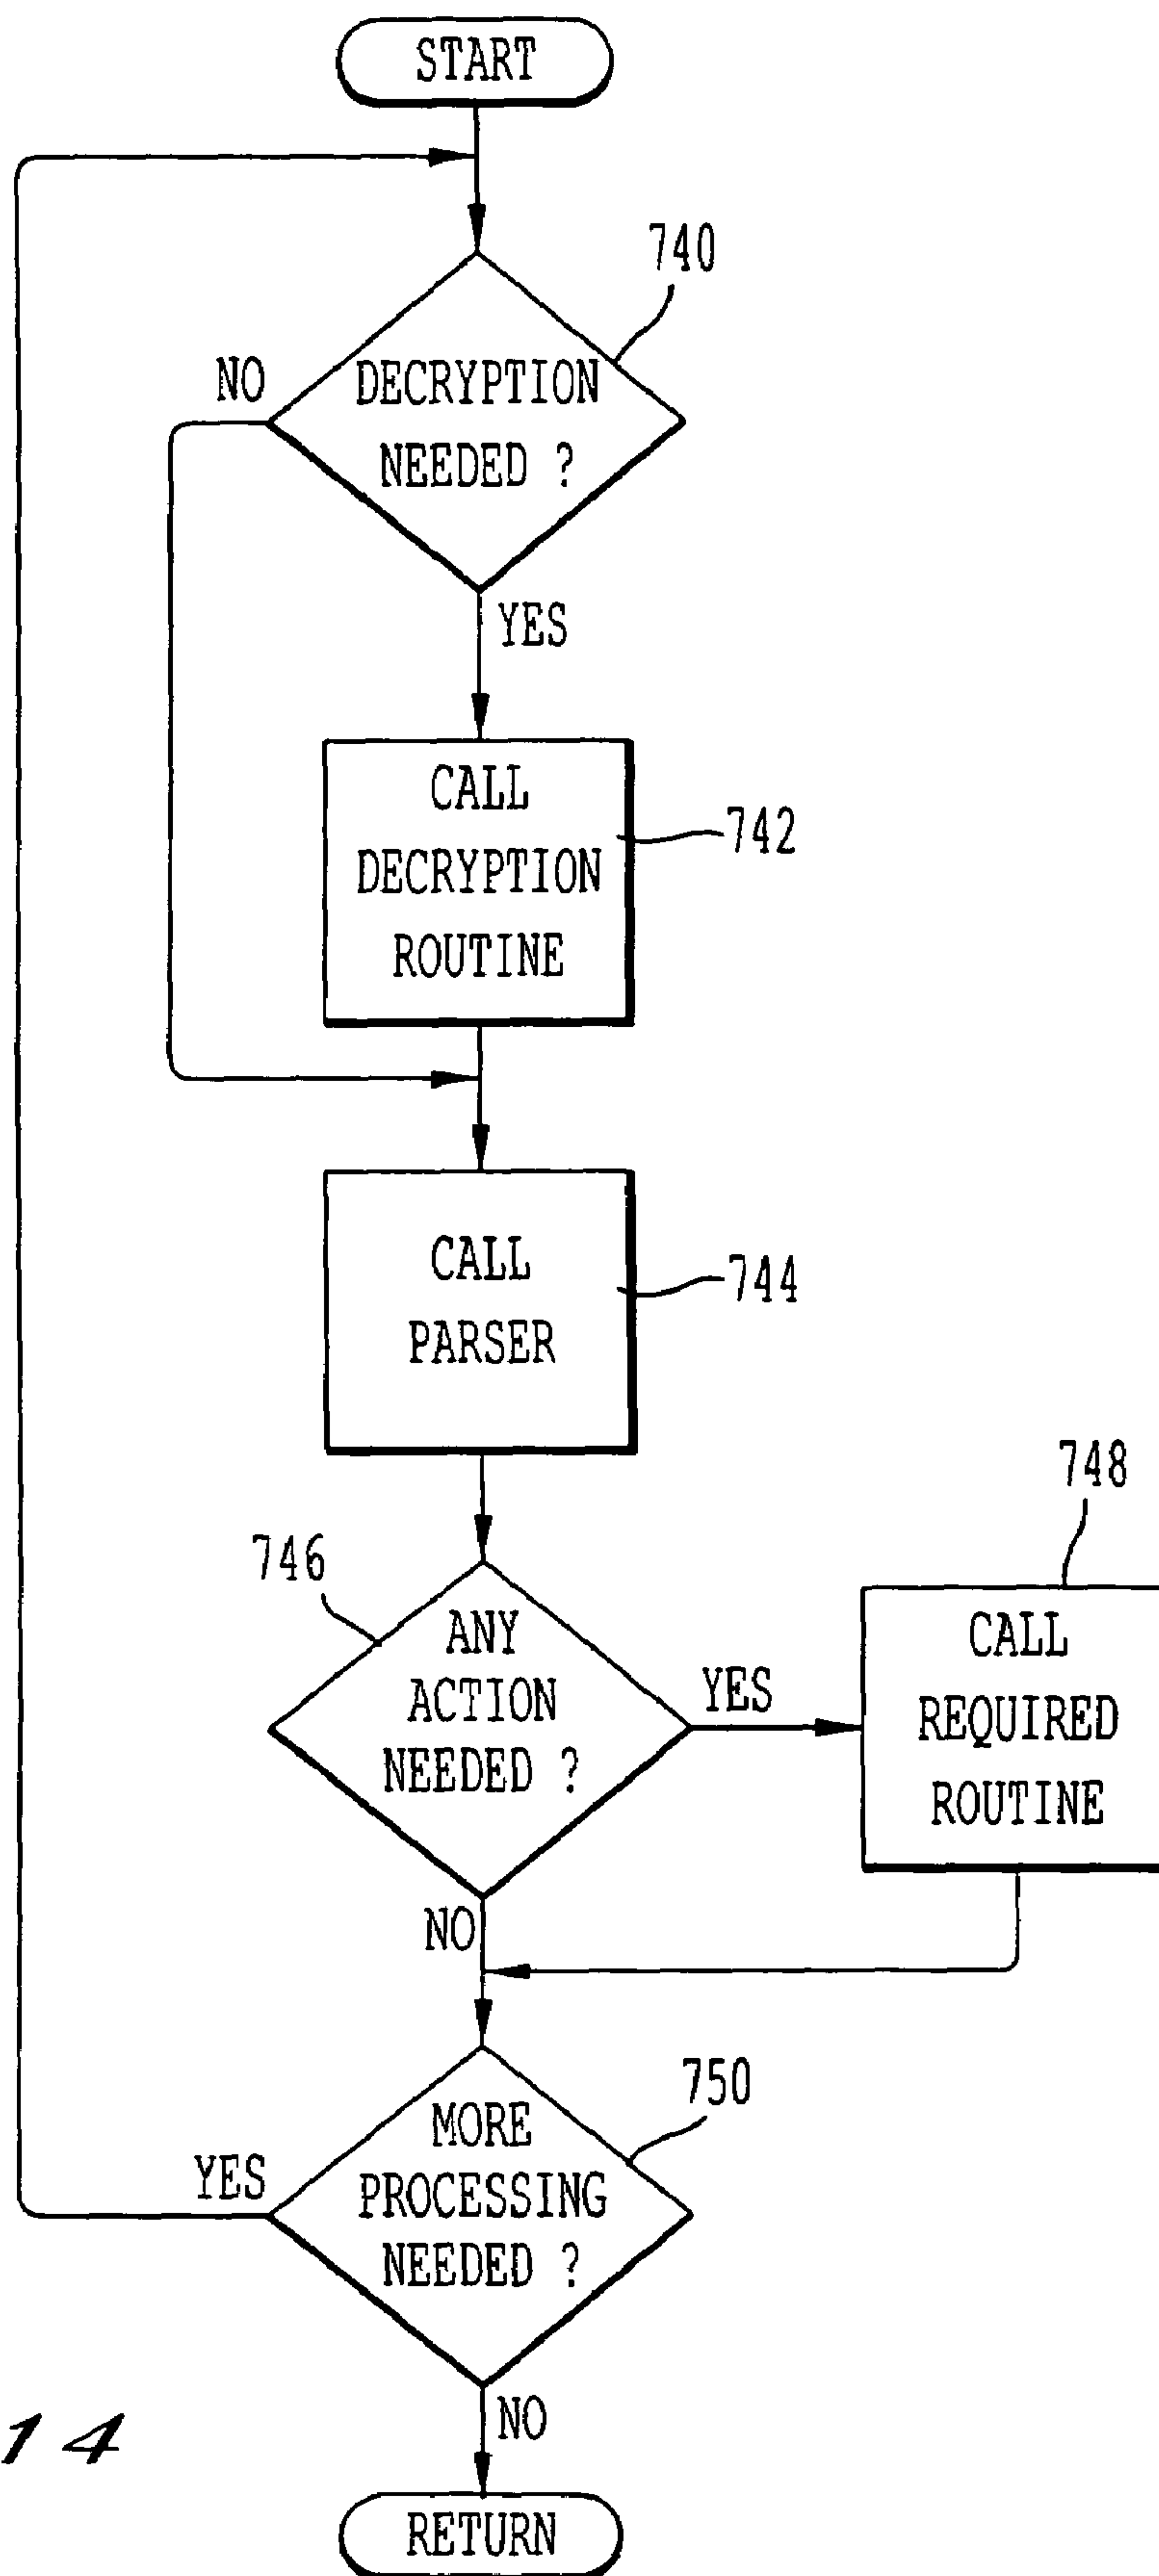 START
740
NO
DECRYPTION
NEEDED ?
YES
CALL
DECRYPTION
ROUTINE
742
CALL
PARSER
744
746
ANY
ACTION
NEEDED ?
YES
748
CALL
REQUIRED
ROUTINE
NO
750
MORE
PROCESSING
NEEDED ?
YES
NO
14
RETURN